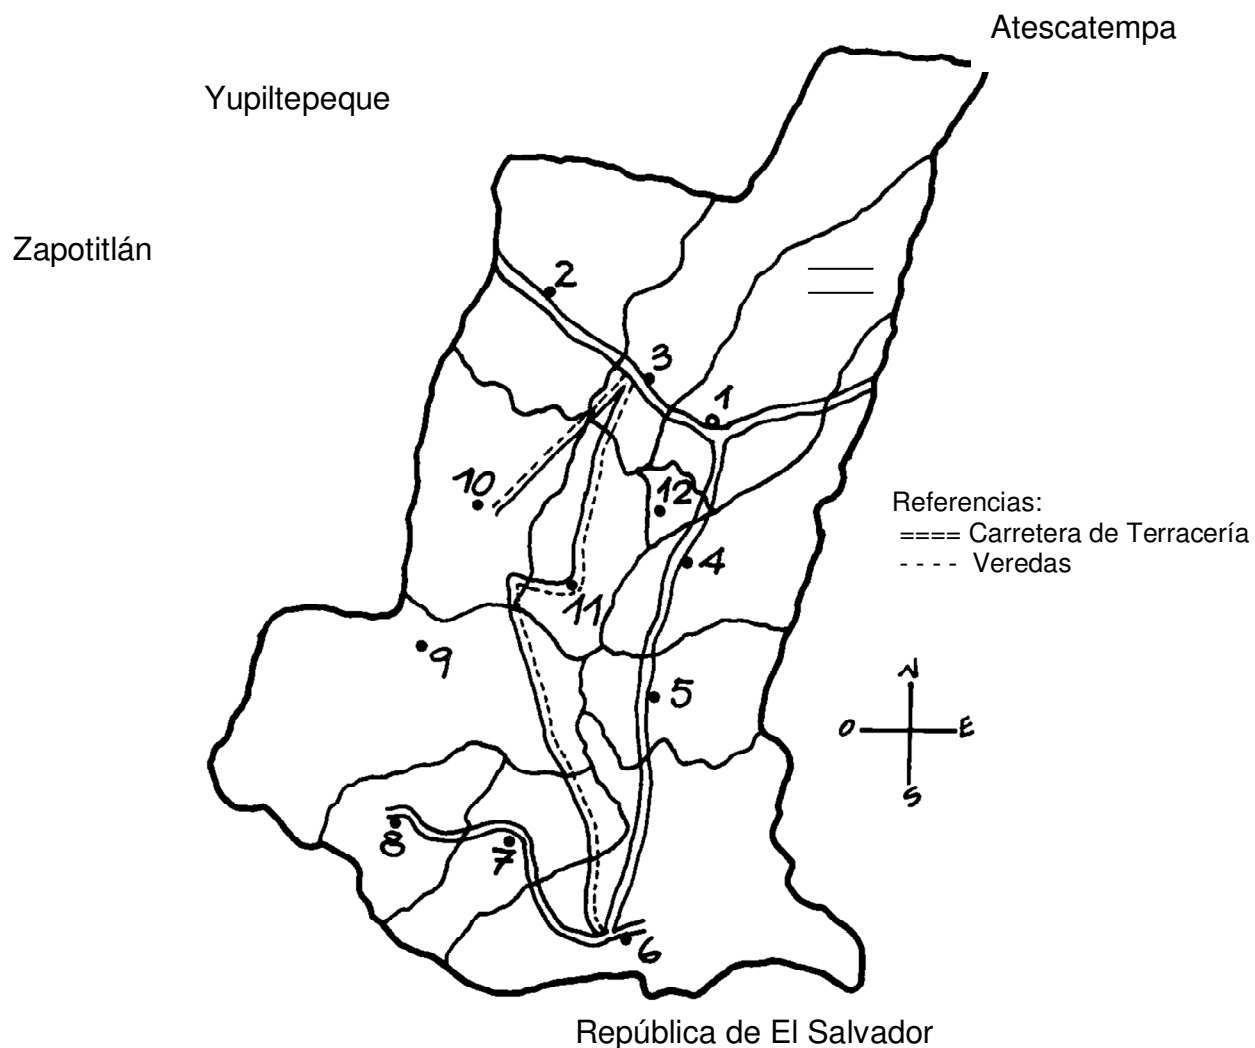 Atescatempa
Yupiltepeque
Zapotitlán
2
3
1
10
12
Referencias:
==== Carretera de Terracería
- - - - Veredas
4
11
9
5
N
O E
S
8
7
6
República de El Salvador